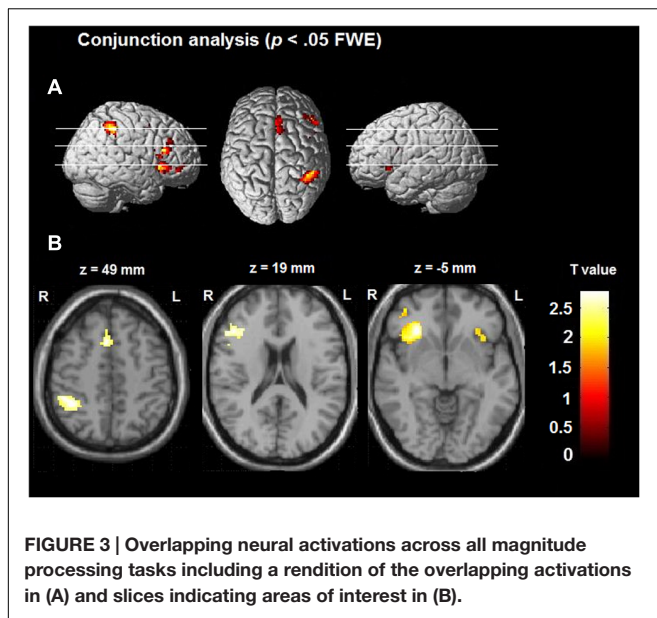 Conjunction analysis (p < .05 FWE)
A
B
z = 49 mm
z = 19 mm
z = -5 mm
T value
R
L
R
L
R
L
2.5
2
1.5
1
0.5
0
FIGURE 3 | Overlapping neural activations across all magnitude
processing tasks including a rendition of the overlapping activations
in (A) and slices indicating areas of interest in (B).